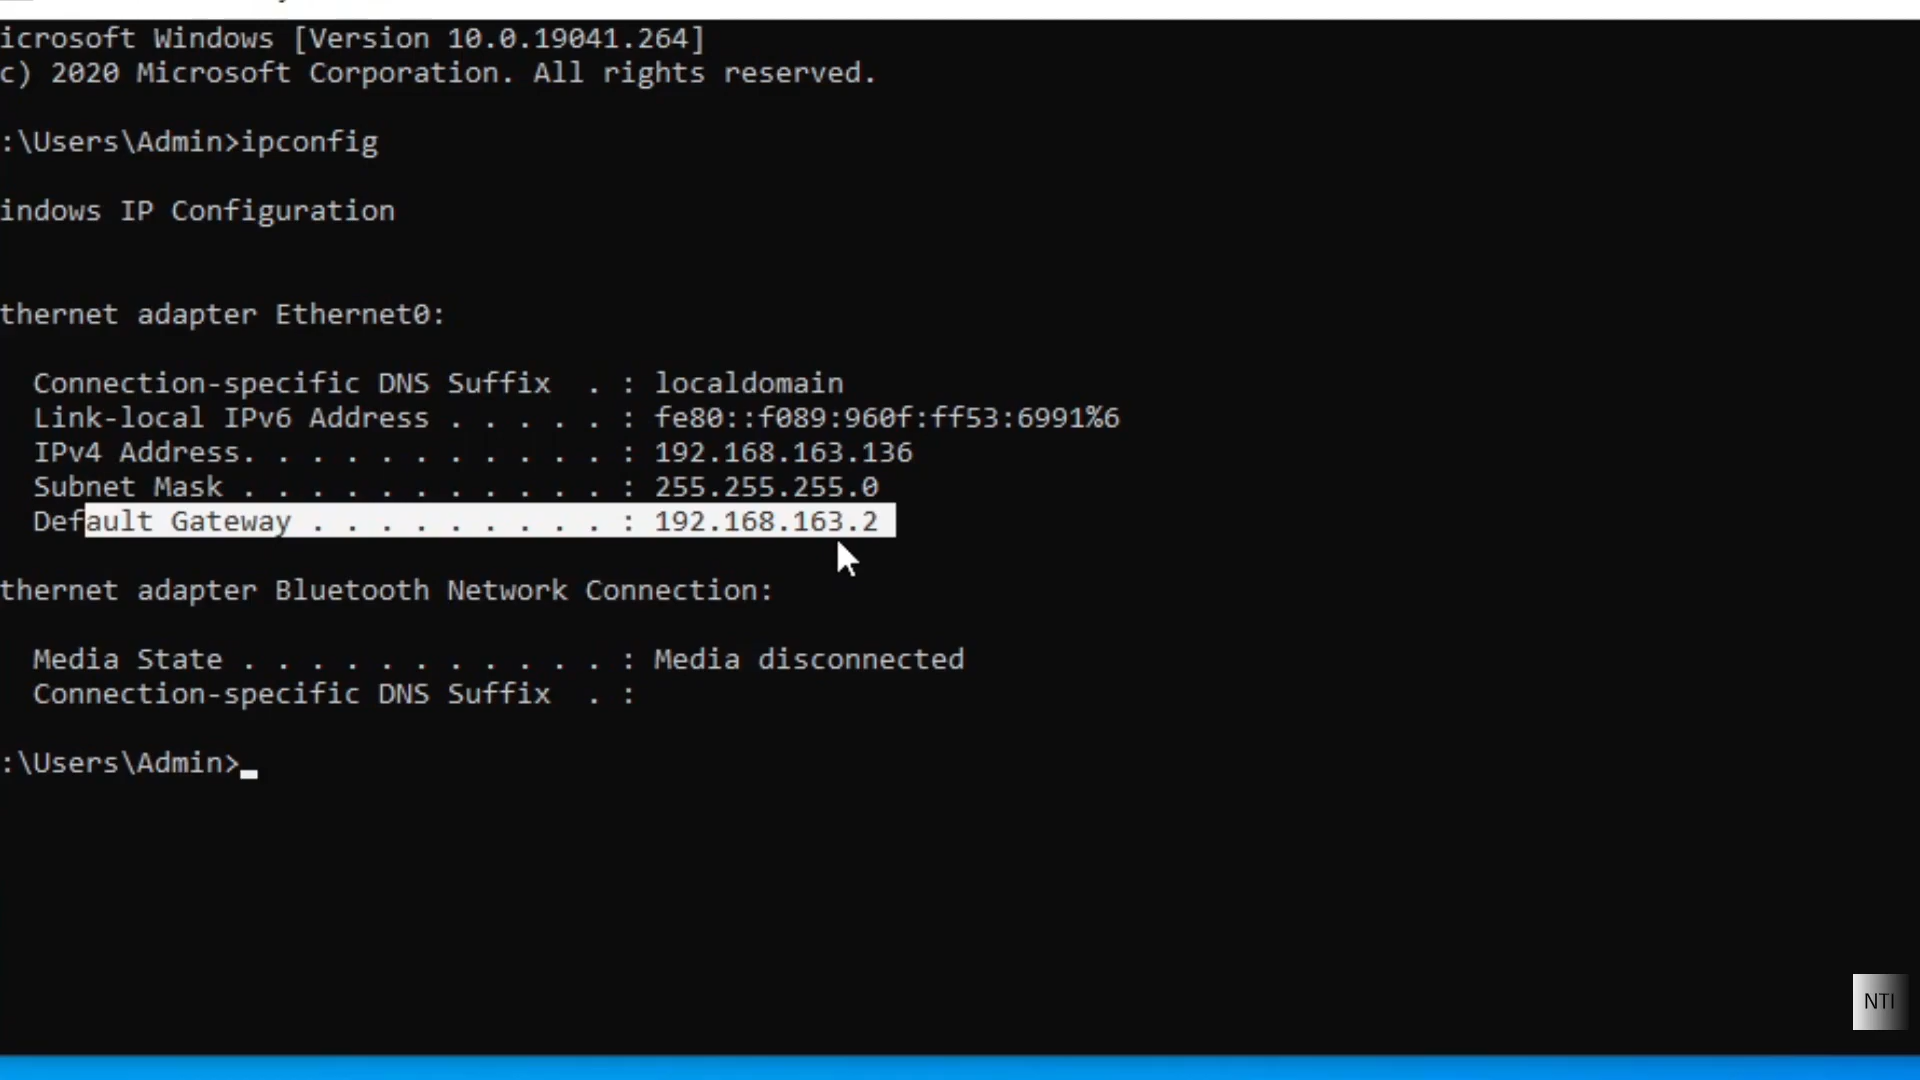 icrosoft Windows [Version 10.0.19041.264]
c) 2020 Microsoft Corporation. All rights reserved.
:\Users\Admin>ipconfig
indows IP Configuration
thernet adapter Ethernet0:
Connection-specific DNS Suffix  . : localdomain
Link-local IPv6 Address . . . . . : fe80::f089:960f:ff53:6991%6
IPv4 Address. . . . . . . . . . . : 192.168.163.136
Subnet Mask . . . . . . . . . . . : 255.255.255.0
Default Gateway . . . . . . . . . : 192.168.163.2
thernet adapter Bluetooth Network Connection:
Media State . . . . . . . . . . . : Media disconnected
Connection-specific DNS Suffix  . :
:\Users\Admin>
NTI